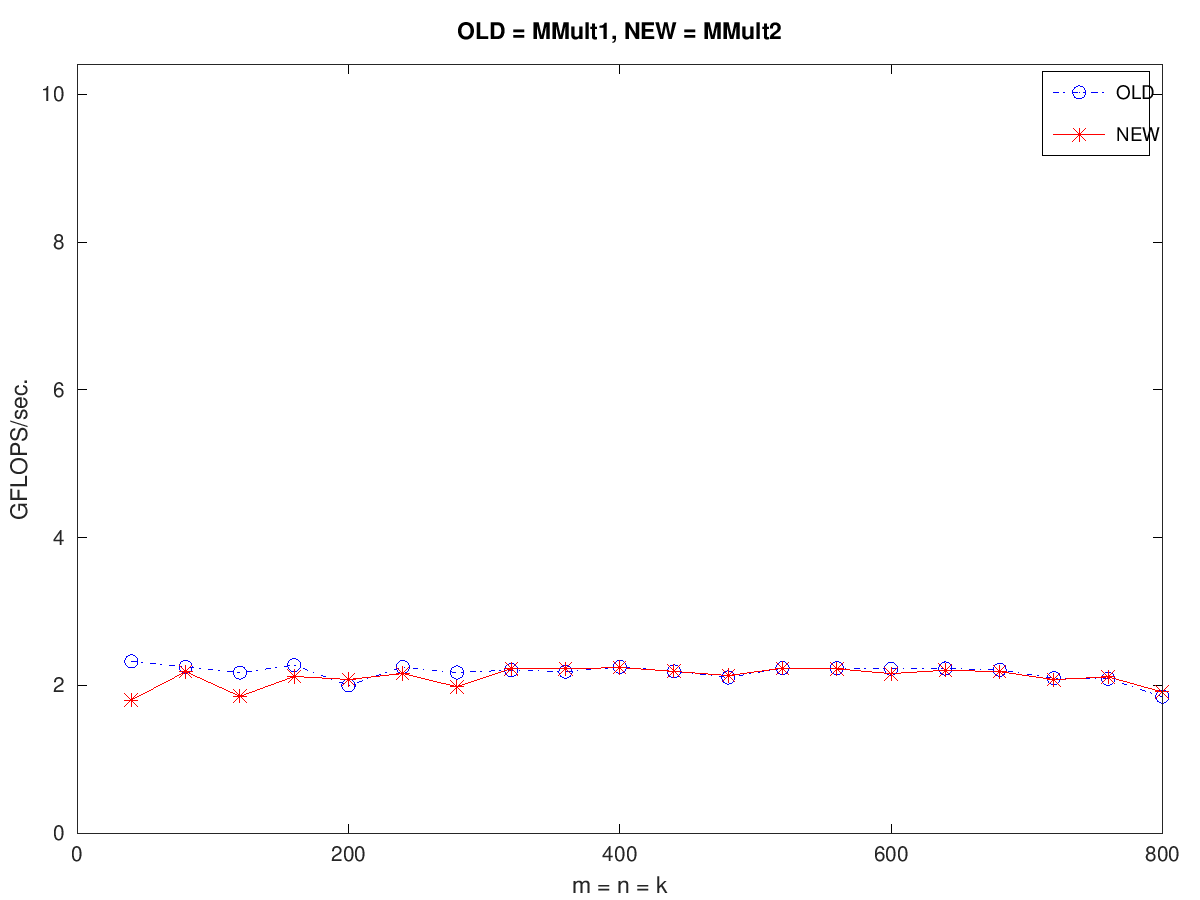 OLD = MMult1, NEW = MMult2
OLD
NEW
GFLOPS/sec.
10
8
6
4
2
0
0 200 400 600 800
m = n = k